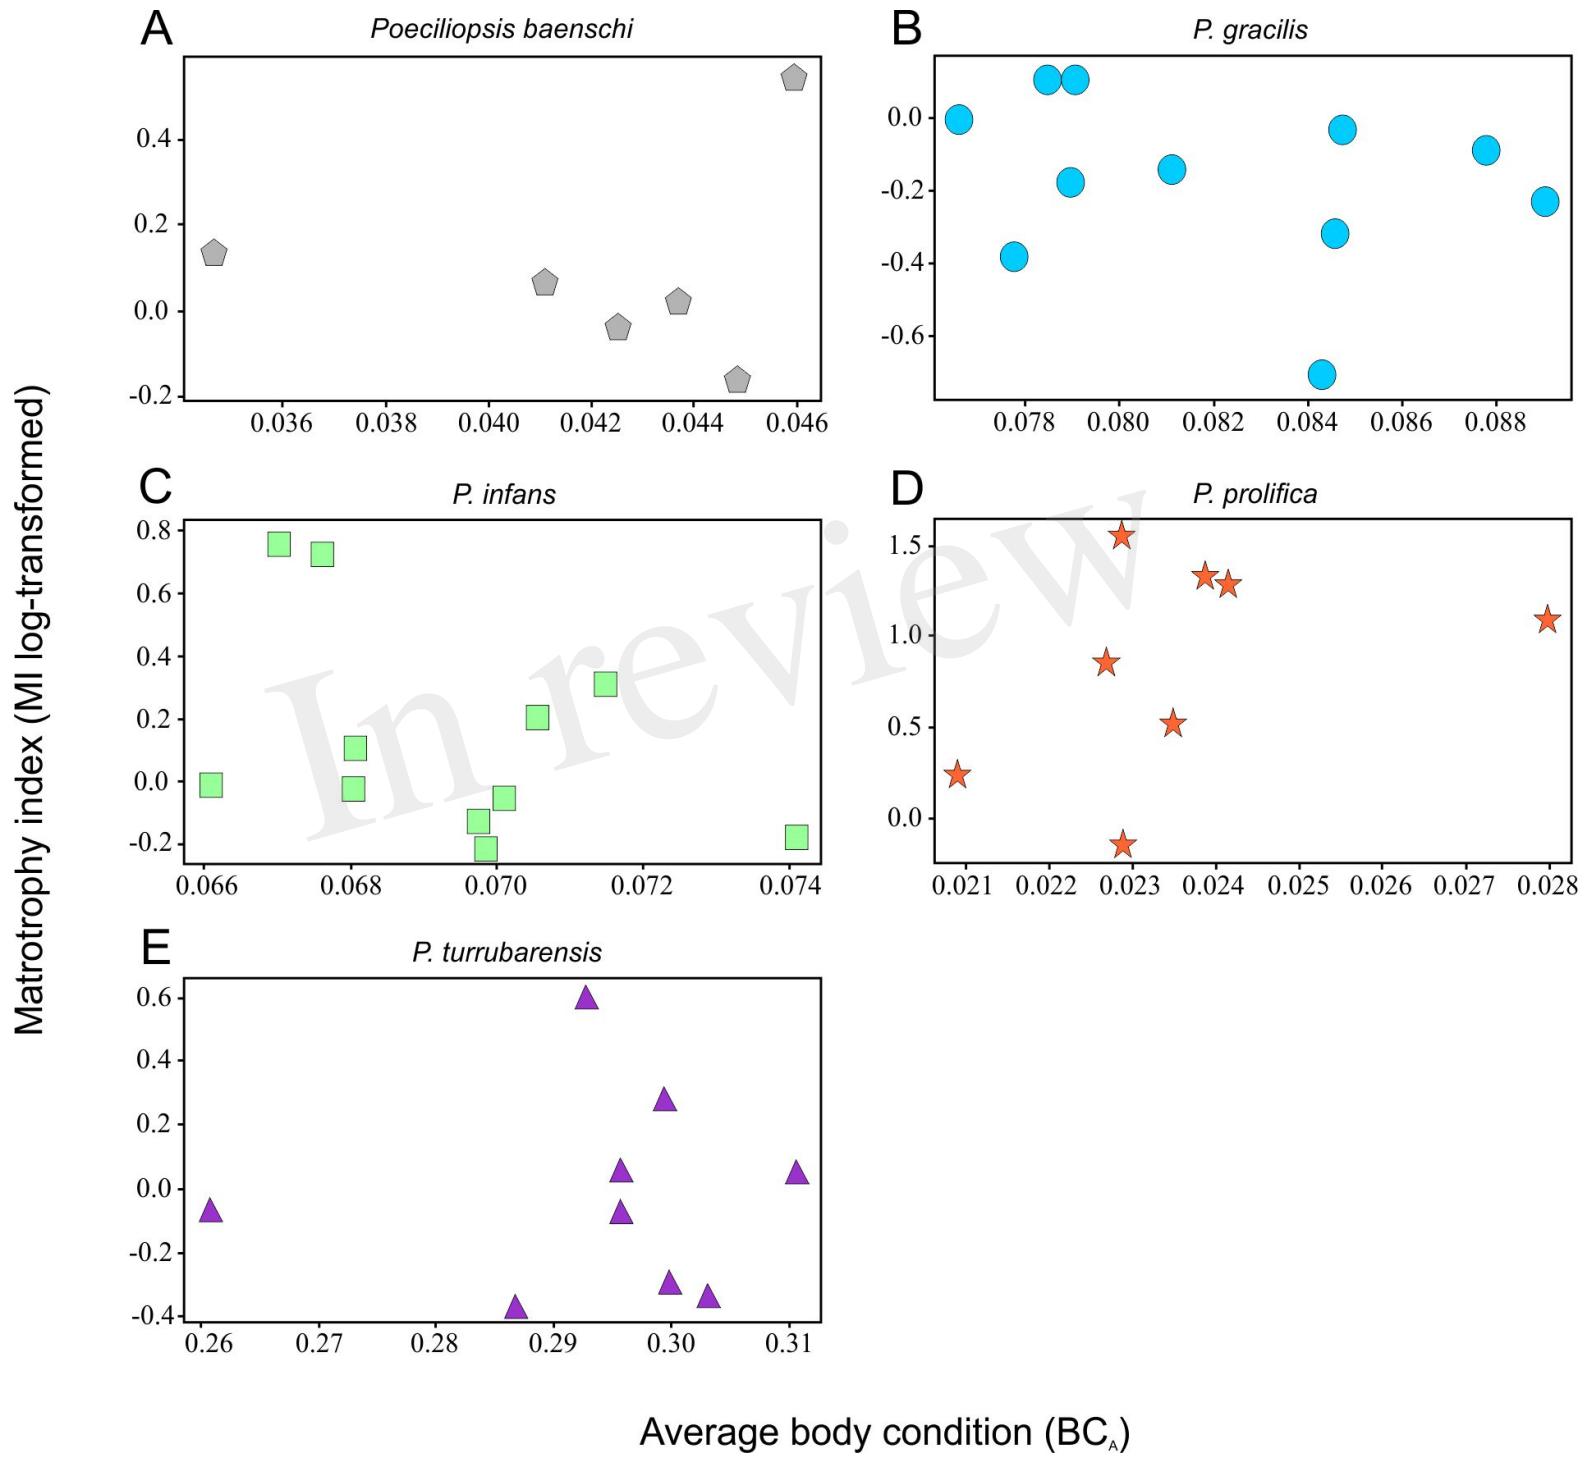 A
Poeciliopsis baenschi
0.4
0.2
0.0
-0.2
0.036 0.038 0.040 0.042 0.044 0.046
B
P. gracilis
0.0
-0.2
-0.4
-0.6
0.078 0.080 0.082 0.084 0.086 0.088
C
P. infans
0.8
0.6
0.4
0.2
0.0
-0.2
0.066 0.068 0.070 0.072 0.074
D
P. prolifica
1.5
1.0
0.5
0.0
0.021 0.022 0.023 0.024 0.025 0.026 0.027 0.028
E
P. turrubarensis
0.6
0.4
0.2
0.0
-0.2
-0.4
0.26 0.27 0.28 0.29 0.30 0.31
Matrotrophy index (MI log-transformed)
Average body condition (BCA)
In review